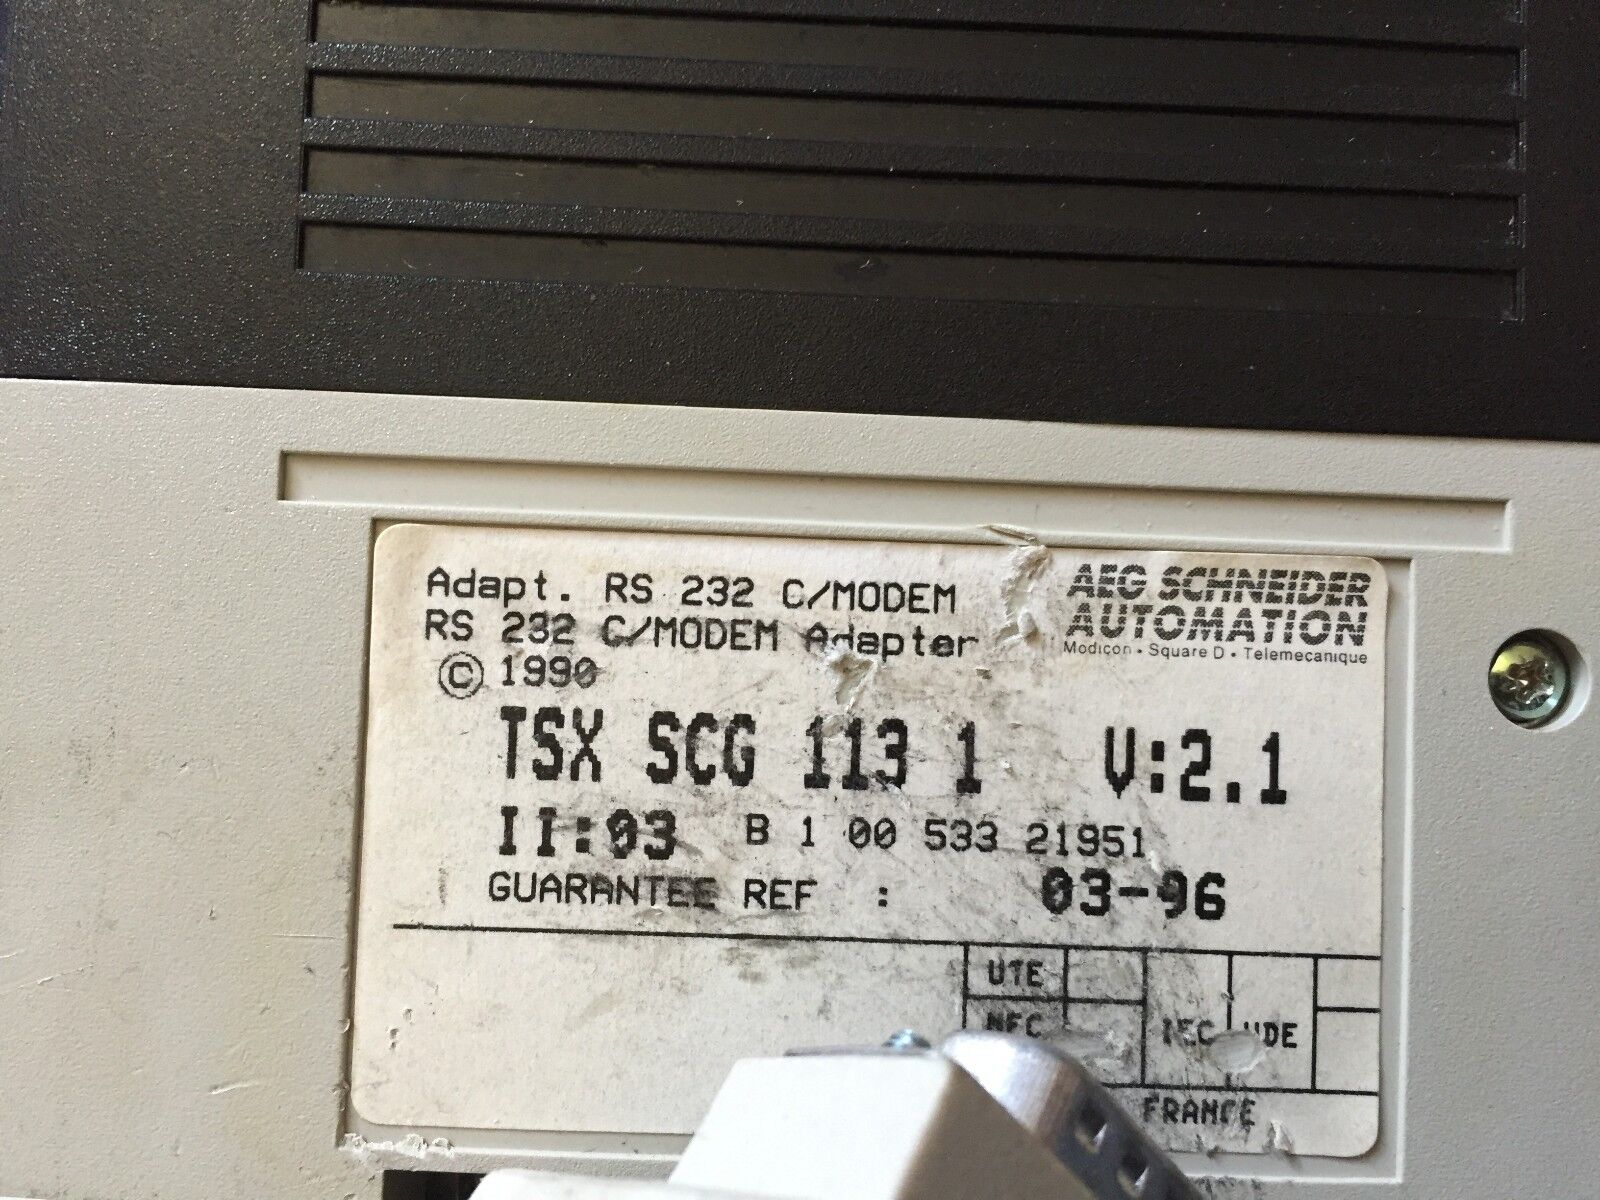 Adapt. RS 232 C/MODEM
RS 232 C/MODEM Adapter
© 1990
AEG SCHNEIDER
AUTOMATION
Modicon • Square D • Telemecanique
TSX SCG 113 1 V:2.1
II:03 B 1 00 533 21951
GUARANTEE REF : 03-96
UTE
NFC IEC VDE
FRANCE